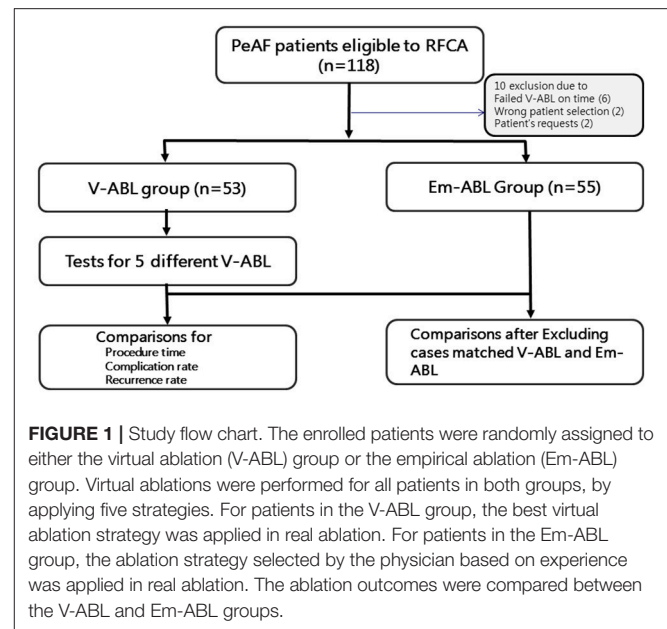 PeAF patients eligible to RFCA
(n=118)
10 exclusion due to
Failed V-ABL on time (6)
Wrong patient selection (2)
Patient's requests (2)
V-ABL group (n=53)
Em-ABL Group (n=55)
Tests for 5 different V-ABL
Comparisons for
Procedure time
Complication rate
Recurrence rate
Comparisons after Excluding
cases matched V-ABL and Em-
ABL
FIGURE 1 | Study flow chart. The enrolled patients were randomly assigned to
either the virtual ablation (V-ABL) group or the empirical ablation (Em-ABL)
group. Virtual ablations were performed for all patients in both groups, by
applying five strategies. For patients in the V-ABL group, the best virtual
ablation strategy was applied in real ablation. For patients in the Em-ABL
group, the ablation strategy selected by the physician based on experience
was applied in real ablation. The ablation outcomes were compared between
the V-ABL and Em-ABL groups.